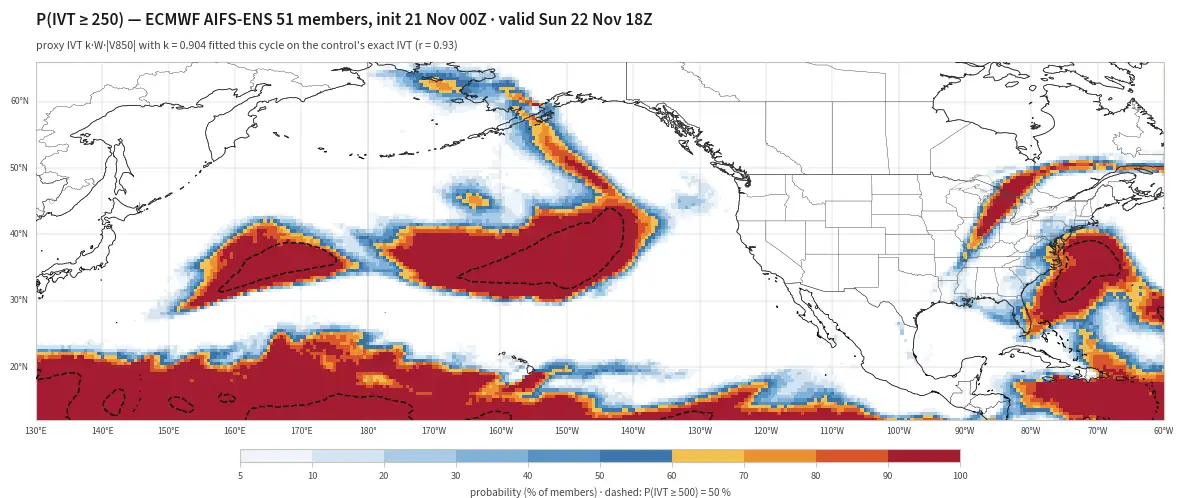 P(IVT ≥ 250) — ECMWF AIFS-ENS 51 members, init 21 Nov 00Z · valid Sun 22 Nov 18Z
proxy IVT k·W·|V850| with k = 0.904 fitted this cycle on the control's exact IVT (r = 0.93)
60°N
50°N
40°N
30°N
20°N
130°E 140°E 150°E 160°E 170°E 180° 170°W 160°W 150°W 140°W 130°W 120°W 110°W 100°W 90°W 80°W 70°W 60°W
5 10 20 30 40 50 60 70 80 90 100
probability (% of members) · dashed: P(IVT ≥ 500) = 50 %